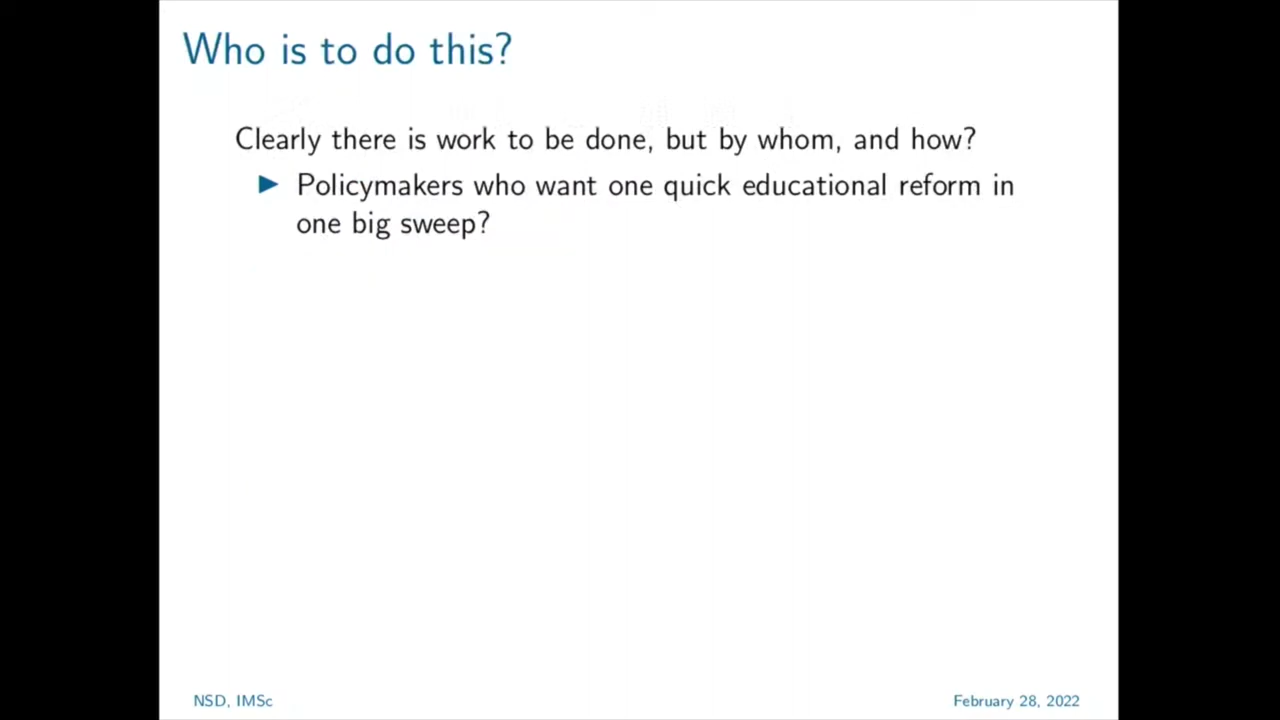 Who is to do this?
Clearly there is work to be done, but by whom, and how?
▶ Policymakers who want one quick educational reform in
one big sweep?
NSD, IMSc
February 28, 2022